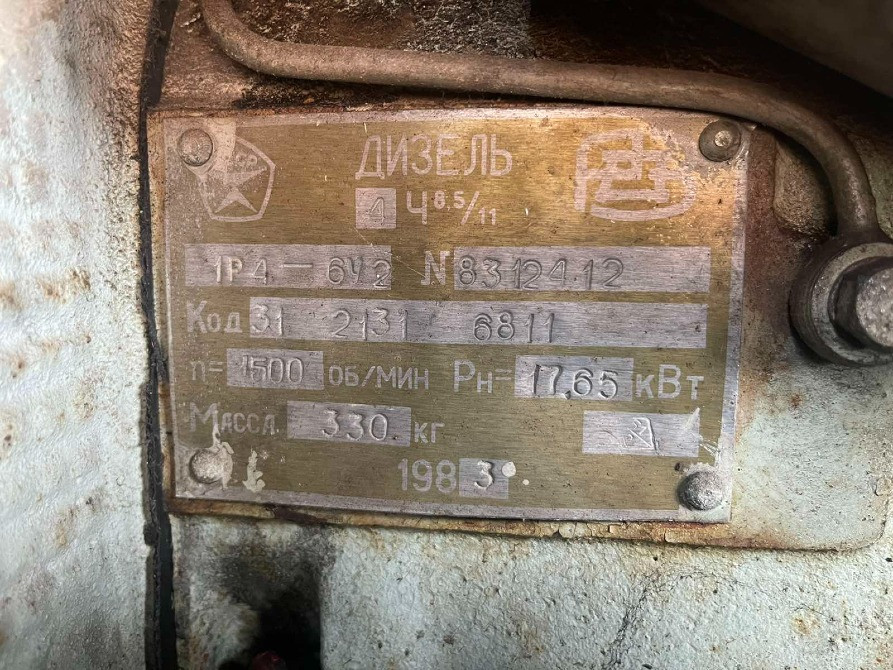 ДИЗЕЛЬ
4 Ч 8,5/11
1Р4-6У2 N 8312412
Код 31 2131 6811
n= 1500 ОБ/МИН Рн= 17,65 кВт
Масса 330 кг
1983